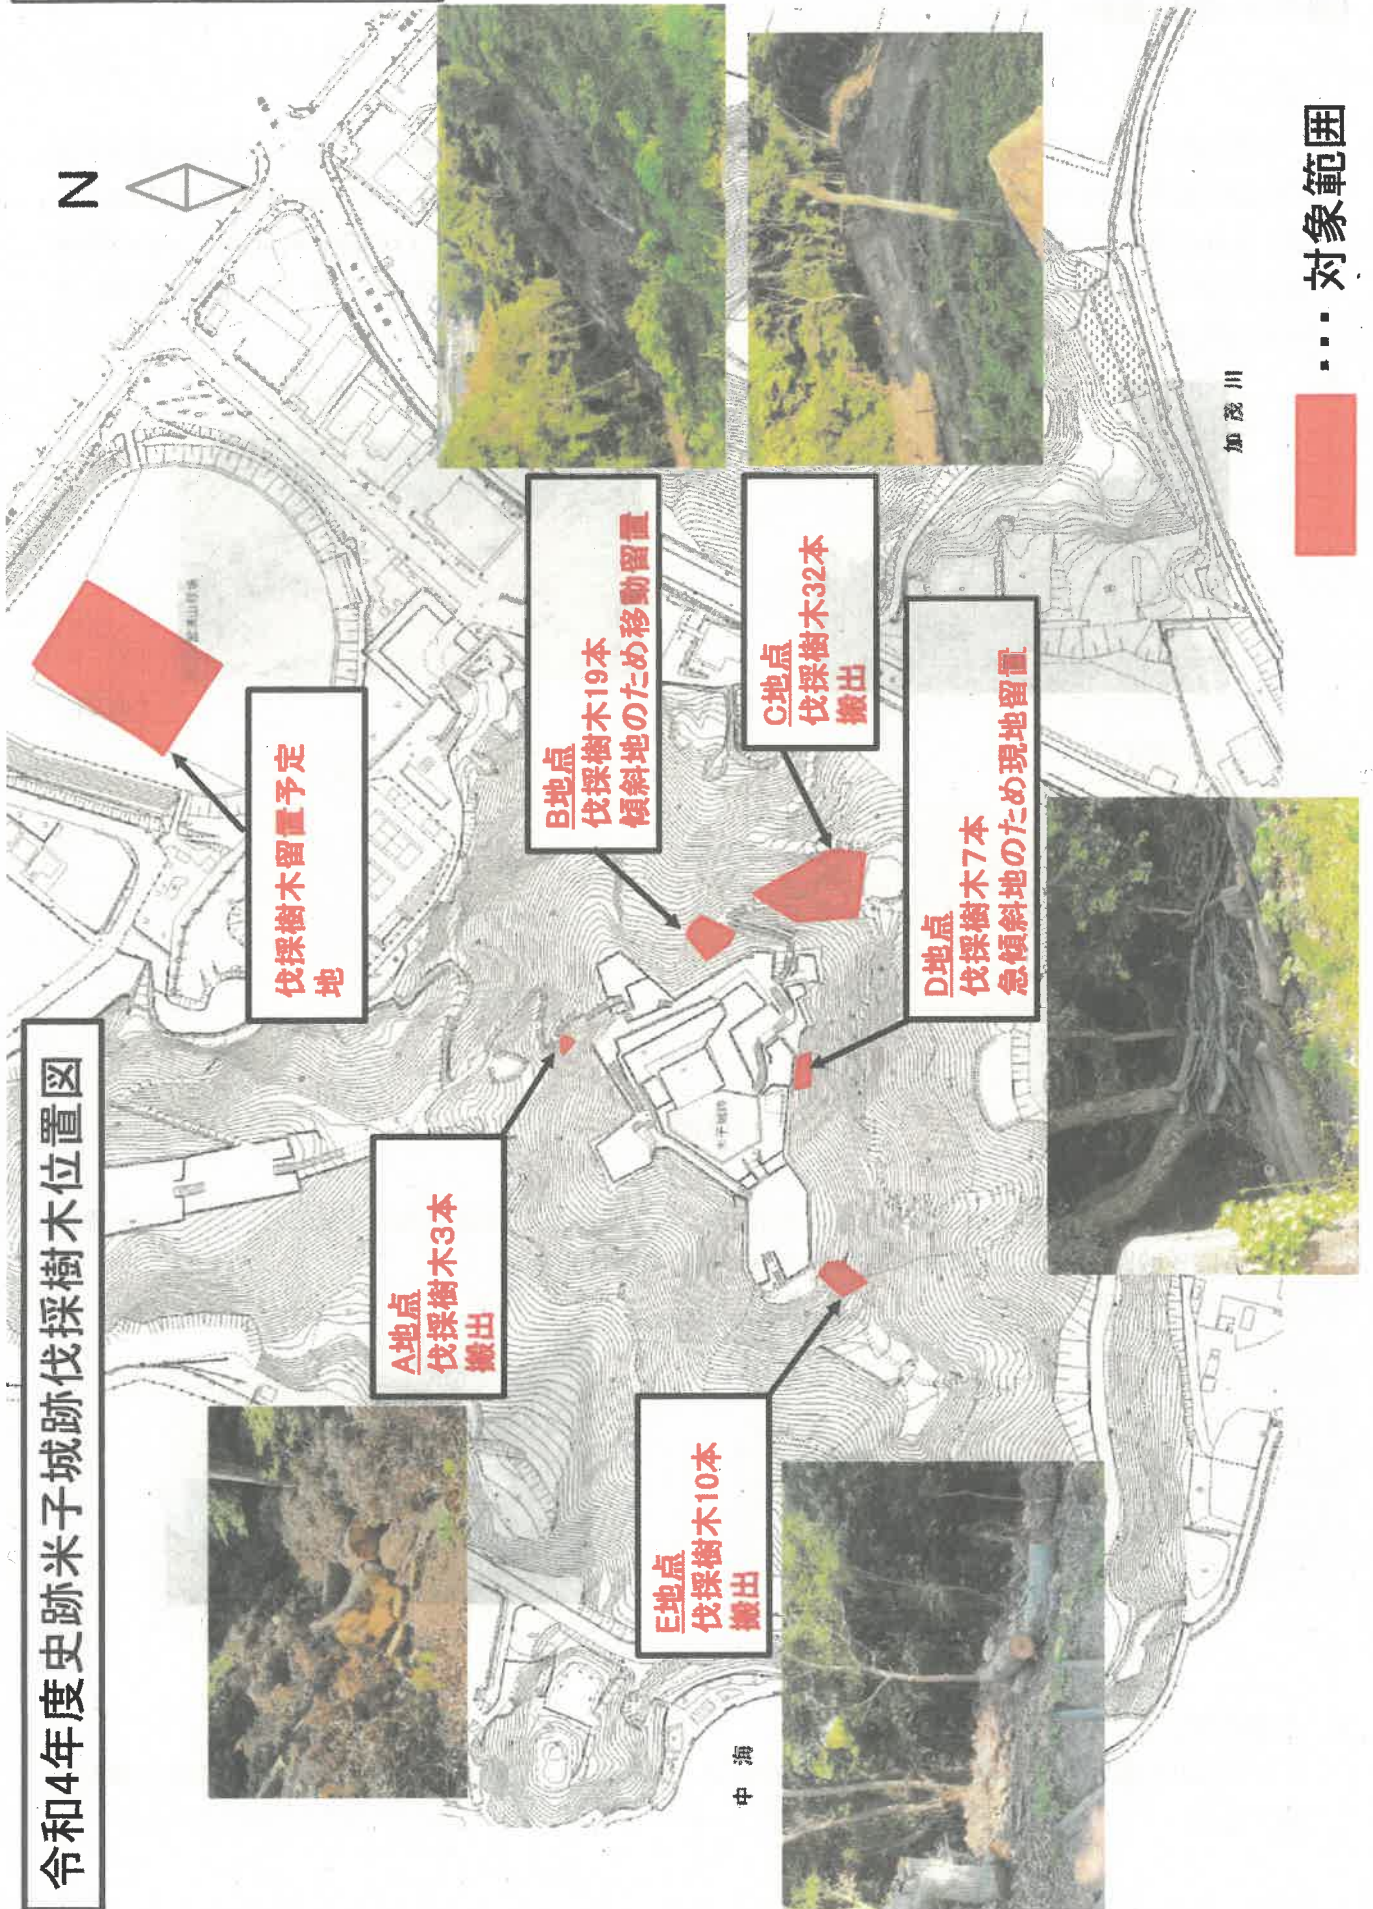 令和4年度史跡米子城跡伐採樹木位置図
N
伐採樹木留置予定
地
A地点
伐採樹木3本
搬出
B地点
伐採樹木19本
傾斜地のため移動留置
C地点
伐採樹木32本
搬出
D地点
伐採樹木7本
急傾斜地のため現地留置
E地点
伐採樹木10本
搬出
米子城跡
中海
加茂川
・・・対象範囲